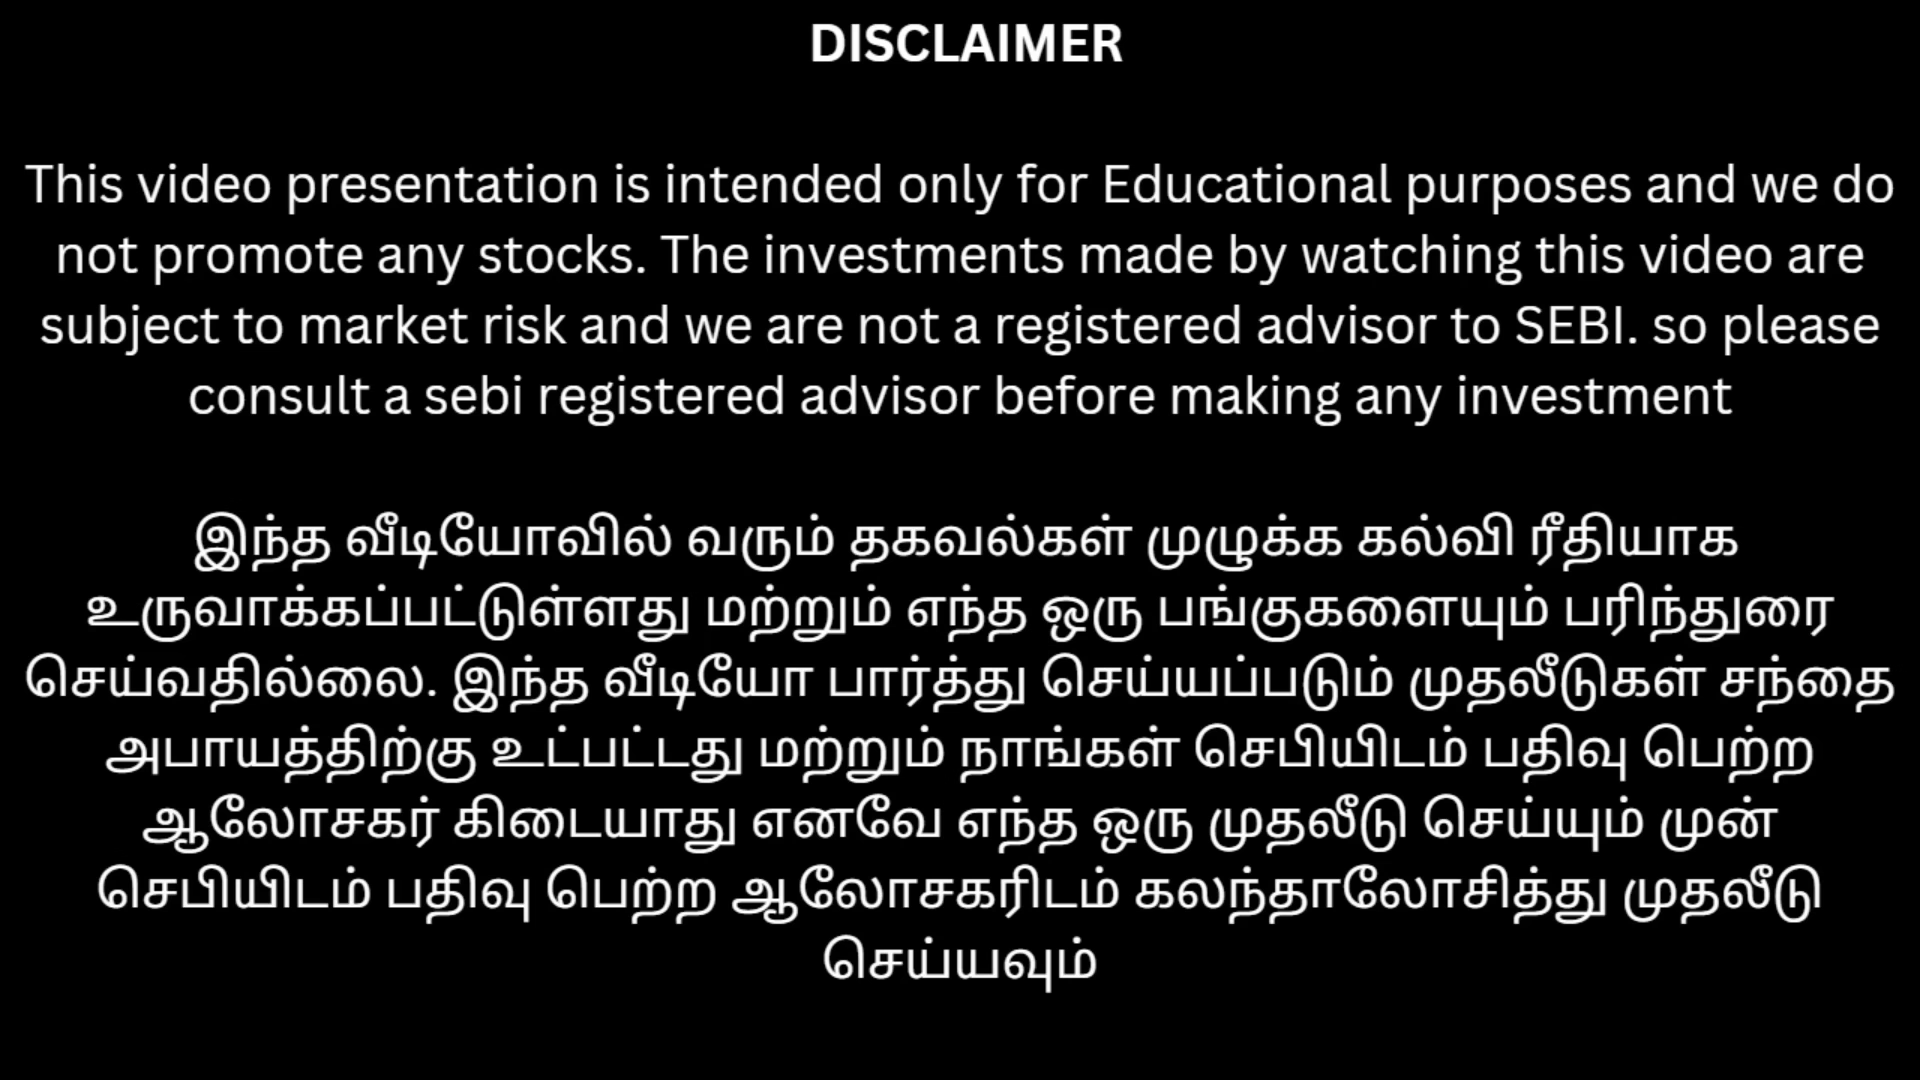 DISCLAIMER
This video presentation is intended only for Educational purposes and we do
not promote any stocks. The investments made by watching this video are
subject to market risk and we are not a registered advisor to SEBI. so please
consult a sebi registered advisor before making any investment
இந்த வீடியோவில் வரும் தகவல்கள் முழுக்க கல்வி ரீதியாக
உருவாக்கப்பட்டுள்ளது மற்றும் எந்த ஒரு பங்குகளையும் பரிந்துரை
செய்வதில்லை. இந்த வீடியோ பார்த்து செய்யப்படும் முதலீடுகள் சந்தை
அபாயத்திற்கு உட்பட்டது மற்றும் நாங்கள் செபியிடம் பதிவு பெற்ற
ஆலோசகர் கிடையாது எனவே எந்த ஒரு முதலீடு செய்யும் முன்
செபியிடம் பதிவு பெற்ற ஆலோசகரிடம் கலந்தாலோசித்து முதலீடு
செய்யவும்